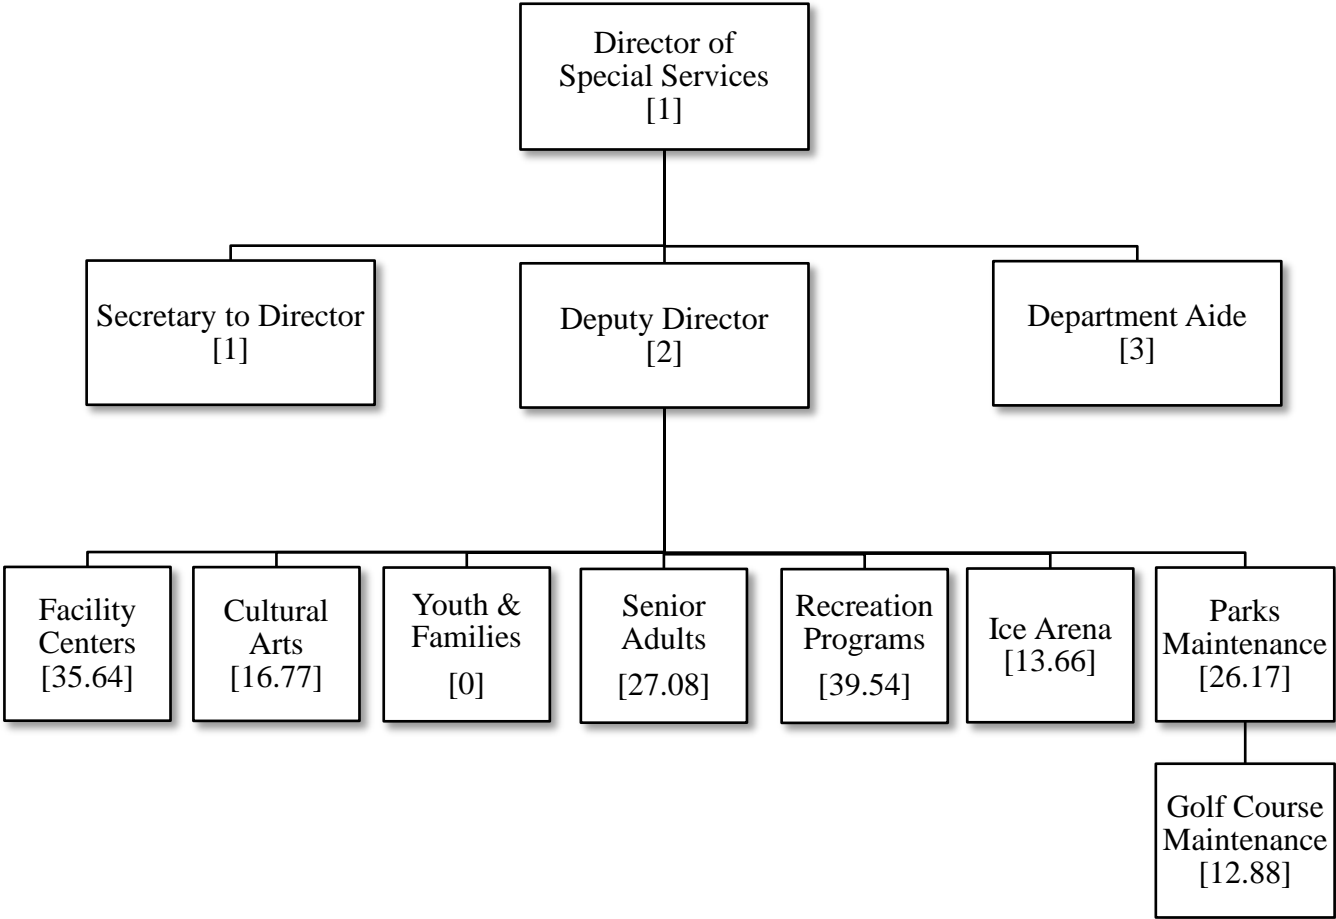 Director of
Special Services
[1]
Secretary to Director
[1]
Deputy Director
[2]
Department Aide
[3]
Facility
Centers
[35.64]
Cultural
Arts
[16.77]
Youth &
Families
[0]
Senior
Adults
[27.08]
Recreation
Programs
[39.54]
Ice Arena
[13.66]
Parks
Maintenance
[26.17]
Golf Course
Maintenance
[12.88]